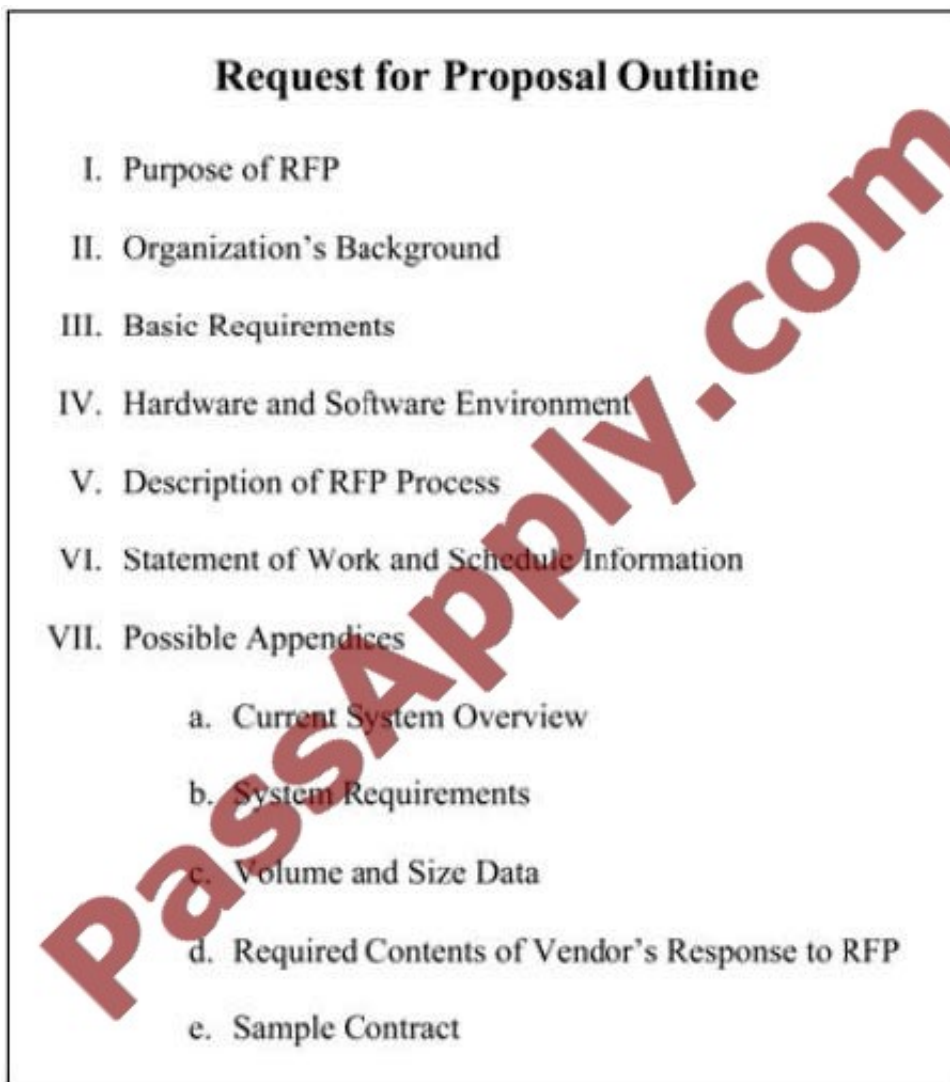 Request for Proposal Outline
I. Purpose of RFP
II. Organization's Background
III. Basic Requirements
IV. Hardware and Software Environment
V. Description of RFP Process
VI. Statement of Work and Schedule Information
VII. Possible Appendices
a. Current System Overview
b. System Requirements
c. Volume and Size Data
d. Required Contents of Vendor's Response to RFP
e. Sample Contract
PassApply.com